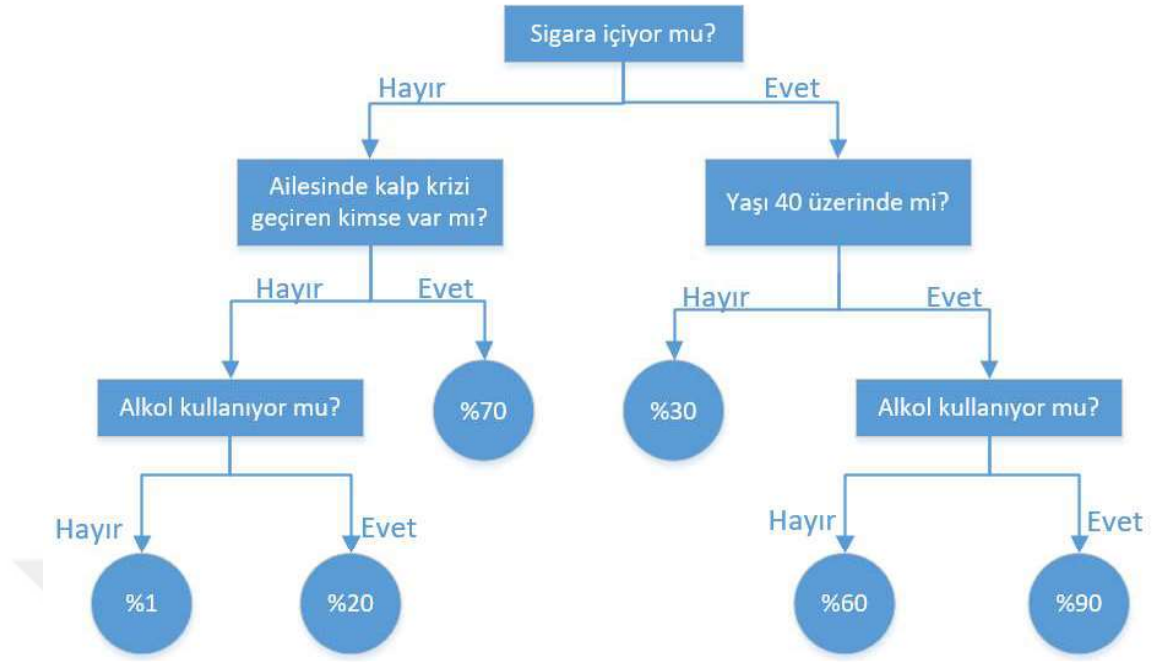 Sigara içiyor mu?
Hayır
Evet
Ailesinde kalp krizi
geçiren kimse var mı?
Yaşı 40 üzerinde mi?
Hayır
Evet
Hayır
Evet
Alkol kullanıyor mu?
%70
%30
Alkol kullanıyor mu?
Hayır
Evet
Hayır
Evet
%1
%20
%60
%90